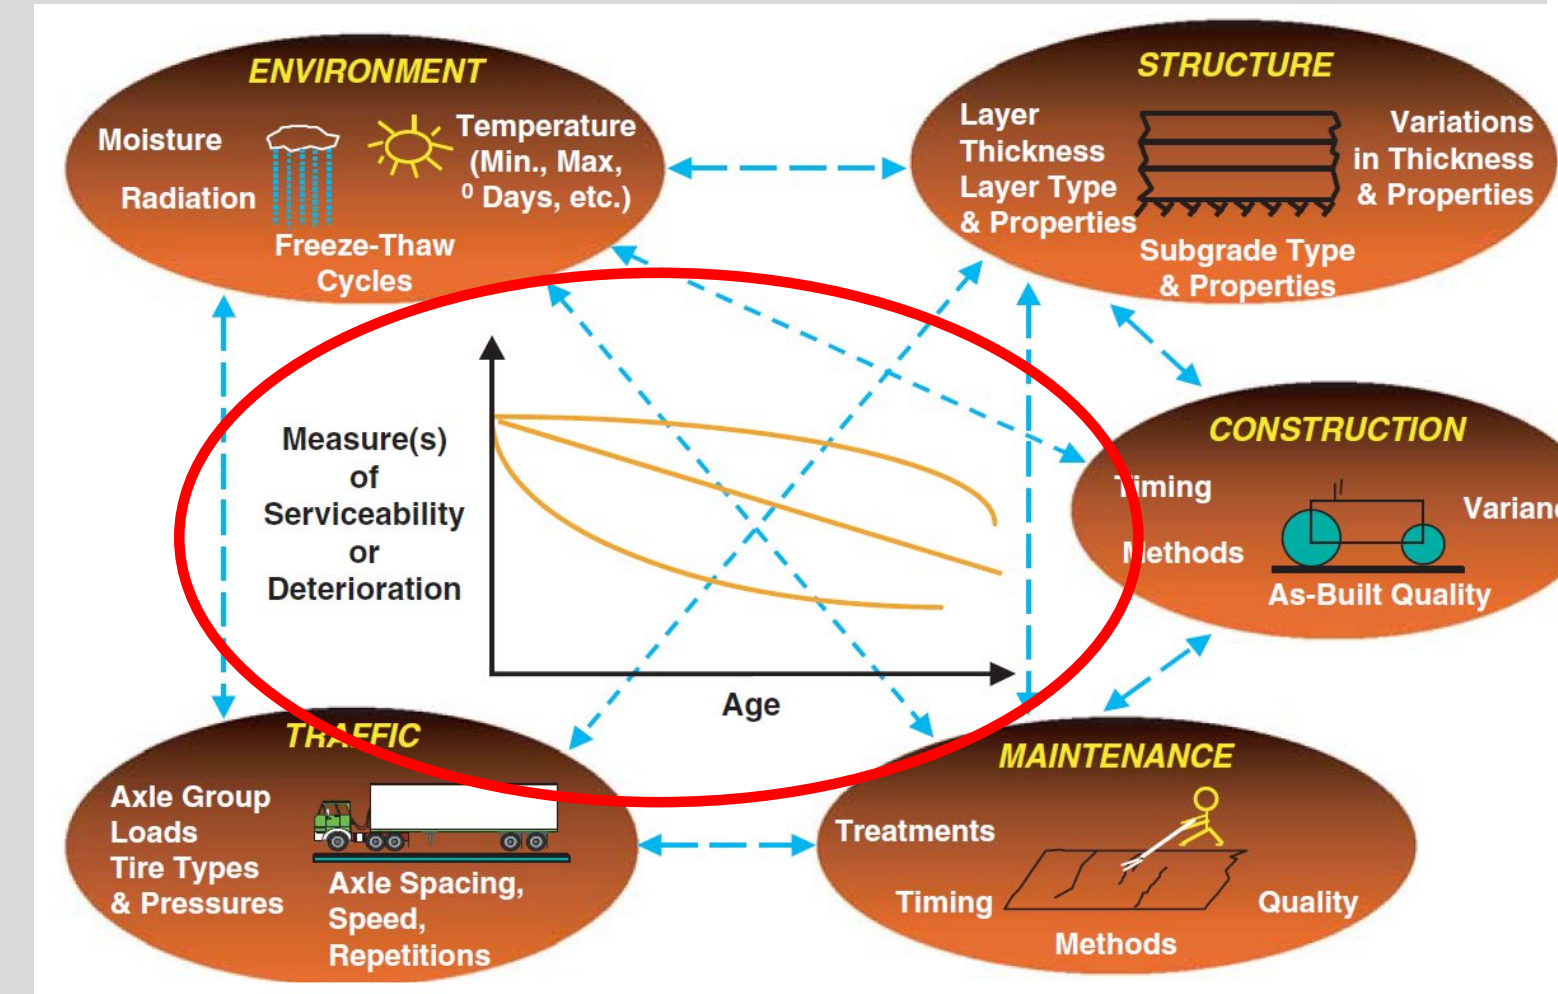 ENVIRONMENT
Moisture
Radiation
Temperature
(Min., Max,
⁰ Days, etc.)
Freeze-Thaw
Cycles
STRUCTURE
Layer
Thickness
Layer Type
& Properties
Variations
in Thickness
& Properties
Subgrade Type
& Properties
Measure(s)
of
Serviceability
or
Deterioration
Age
CONSTRUCTION
Timing
Methods
As-Built Quality
TRAFFIC
Axle Group
Loads
Tire Types
& Pressures
Axle Spacing,
Speed,
Repetitions
MAINTENANCE
Treatments
Timing
Quality
Methods